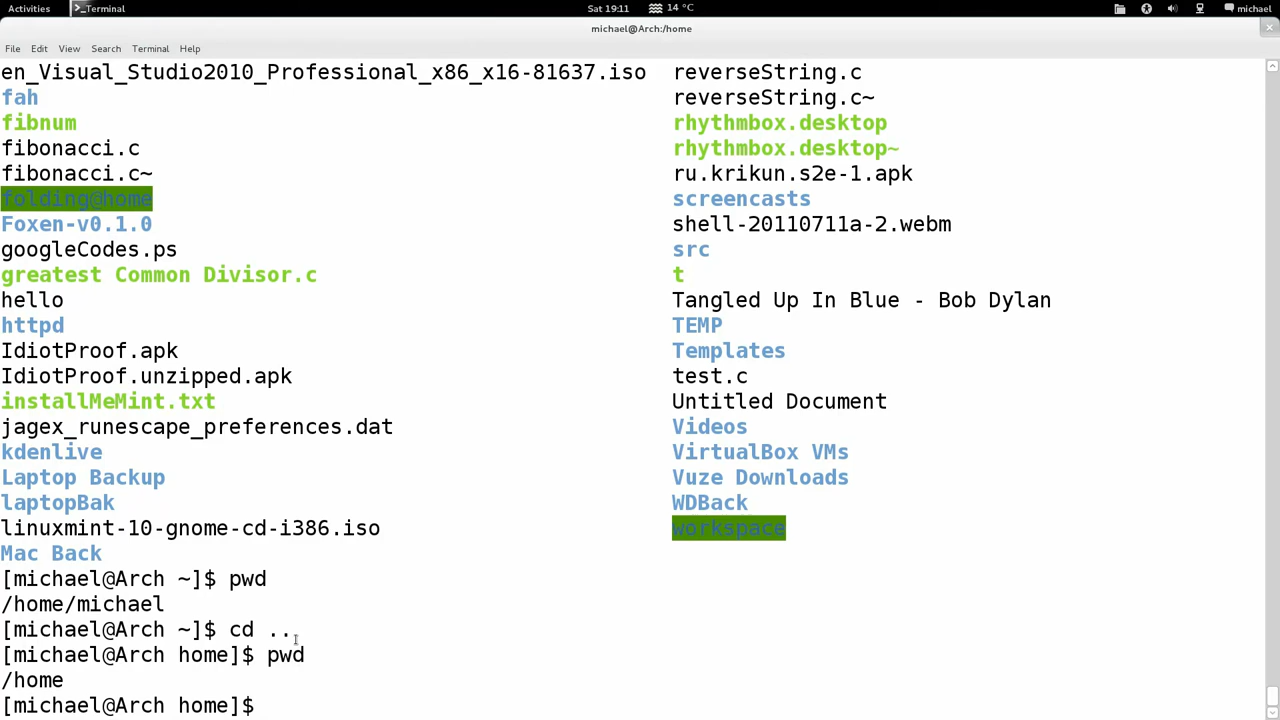 Activities
Terminal
Sat 19:11
14 °C
michael
michael@Arch:/home
File Edit View Search Terminal Help
en_Visual_Studio2010_Professional_x86_x16-81637.iso reverseString.c
fah reverseString.c~
fibnum rhythmbox.desktop
fibonacci.c rhythmbox.desktop~
fibonacci.c~ ru.krikun.s2e-1.apk
folding@home screencasts
Foxen-v0.1.0 shell-20110711a-2.webm
googleCodes.ps src
greatest Common Divisor.c t
hello Tangled Up In Blue - Bob Dylan
httpd TEMP
IdiotProof.apk Templates
IdiotProof.unzipped.apk test.c
installMeMint.txt Untitled Document
jagex_runescape_preferences.dat Videos
kdenlive VirtualBox VMs
Laptop Backup Vuze Downloads
laptopBak WDBack
linuxmint-10-gnome-cd-i386.iso workspace
Mac Back
[michael@Arch ~]$ pwd
/home/michael
[michael@Arch ~]$ cd ..
[michael@Arch home]$ pwd
/home
[michael@Arch home]$